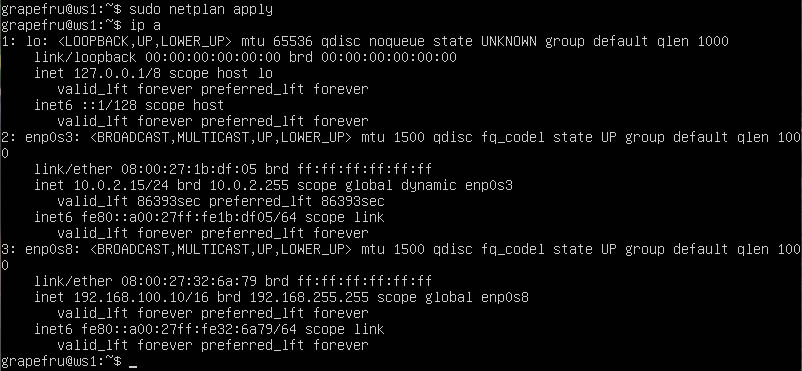 grapefru@ws1:~$ sudo netplan apply
grapefru@ws1:~$ ip a
1: lo: <LOOPBACK,UP,LOWER_UP> mtu 65536 qdisc noqueue state UNKNOWN group default qlen 1000
    link/loopback 00:00:00:00:00:00 brd 00:00:00:00:00:00
    inet 127.0.0.1/8 scope host lo
       valid_lft forever preferred_lft forever
    inet6 ::1/128 scope host
       valid_lft forever preferred_lft forever
2: enp0s3: <BROADCAST,MULTICAST,UP,LOWER_UP> mtu 1500 qdisc fq_codel state UP group default qlen 100
0
    link/ether 08:00:27:1b:df:05 brd ff:ff:ff:ff:ff:ff
    inet 10.0.2.15/24 brd 10.0.2.255 scope global dynamic enp0s3
       valid_lft 86393sec preferred_lft 86393sec
    inet6 fe80::a00:27ff:fe1b:df05/64 scope link
       valid_lft forever preferred_lft forever
3: enp0s8: <BROADCAST,MULTICAST,UP,LOWER_UP> mtu 1500 qdisc fq_codel state UP group default qlen 100
0
    link/ether 08:00:27:32:6a:79 brd ff:ff:ff:ff:ff:ff
    inet 192.168.100.10/16 brd 192.168.255.255 scope global enp0s8
       valid_lft forever preferred_lft forever
    inet6 fe80::a00:27ff:fe32:6a79/64 scope link
       valid_lft forever preferred_lft forever
grapefru@ws1:~$ _